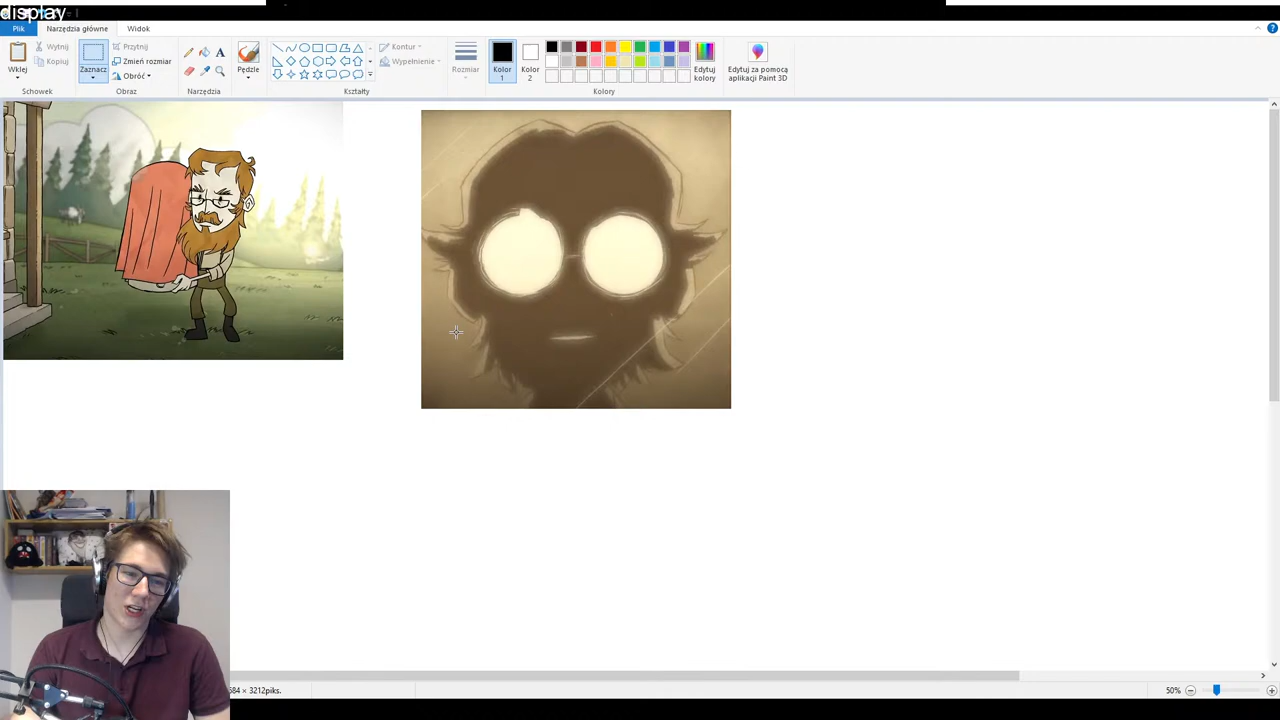 display
Plik
Narzędzia główne
Widok
Wklej
Wytnij
Kopiuj
Schowek
Zaznacz
Przytnij
Zmień rozmiar
Obróć
Obraz
A
Narzędzia
Pędzle
Kontur
Wypełnienie
Kształty
Rozmiar
Kolor
1
Kolor
2
Edytuj
kolory
Kolory
Edytuj za pomocą
aplikacji Paint 3D
684 × 3212piks.
50%